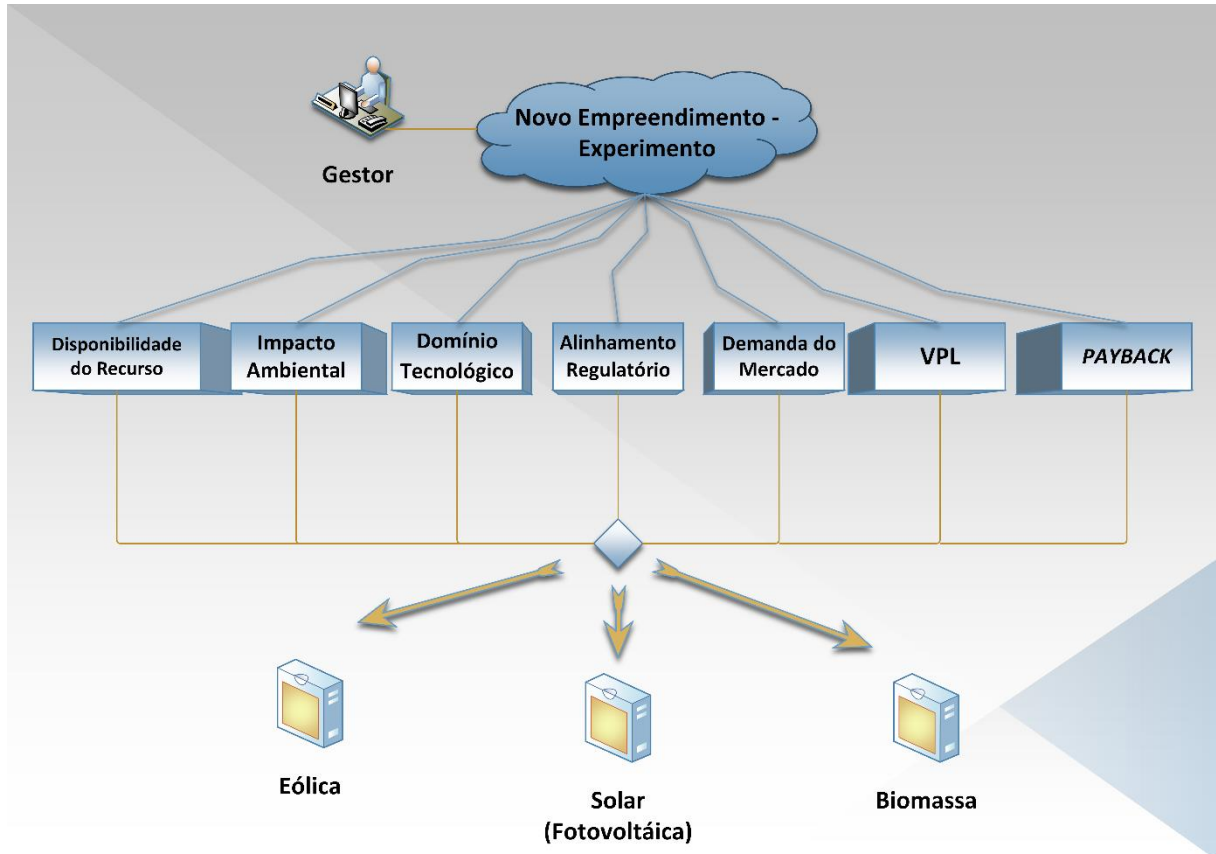 Novo Empreendimento -
Experimento
Gestor
Disponibilidade
do Recurso
Impacto
Ambiental
Domínio
Tecnológico
Alinhamento
Regulatório
Demanda do
Mercado
VPL
PAYBACK
Eólica
Solar
(Fotovoltáica)
Biomassa